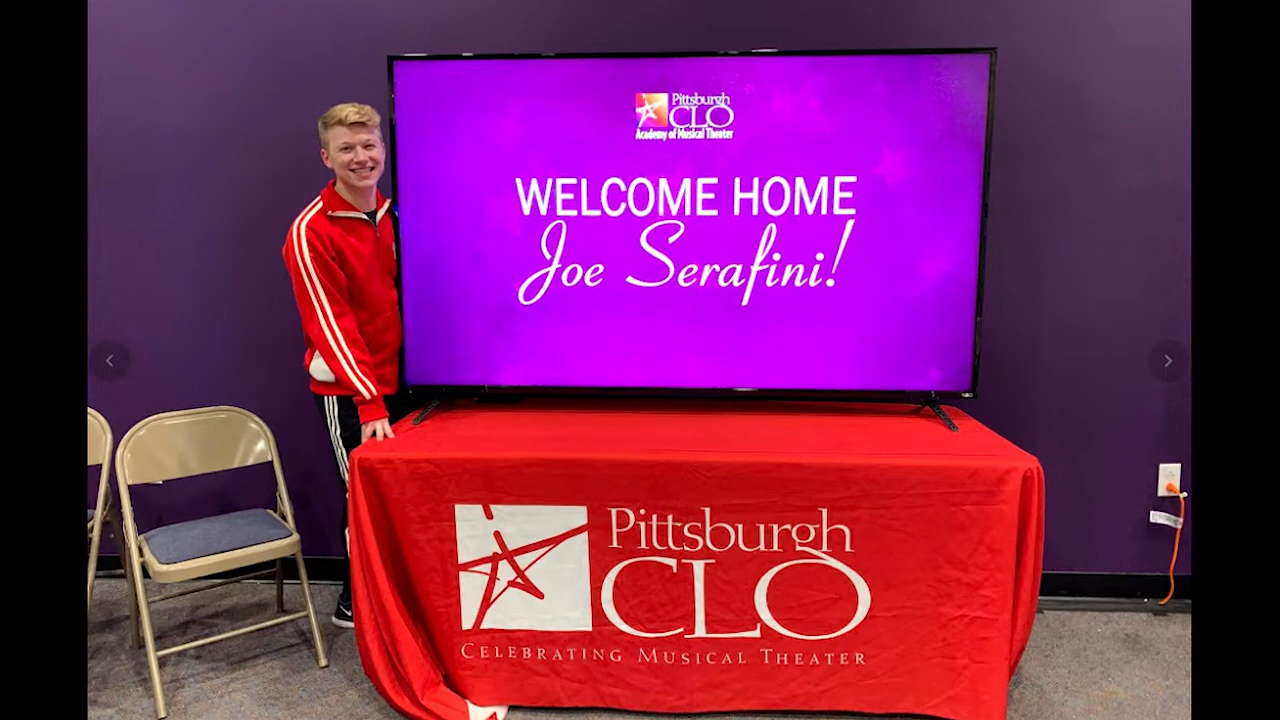 Pittsburgh
CLO
Academy of Musical Theater
WELCOME HOME
Joe Serafini!
Pittsburgh
CLO
CELEBRATING MUSICAL THEATER